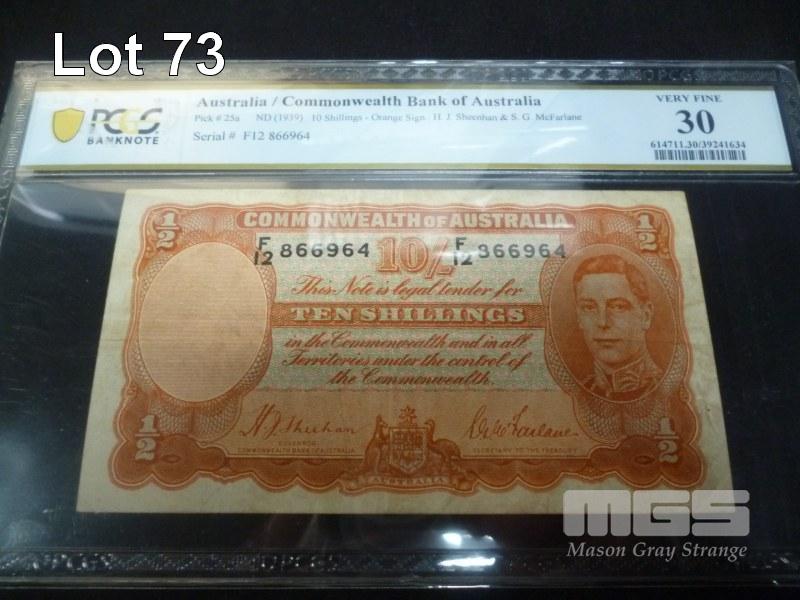 Lot 73
PCGS
BANKNOTE
Australia / Commonwealth Bank of Australia
Pick # 25a ND (1939) 10 Shillings - Orange Sign. H. J. Sheenhan & S. G. McFarlane
Serial # F12 866964
VERY FINE
30
614711.30/39241634
1/2
COMMONWEALTH OF AUSTRALIA
1/2
F/12 866964
10/-
F/12 366964
This Note is legal tender for
TEN SHILLINGS
in the Commonwealth and in all
Territories under the control of
the Commonwealth.
1/2
1/2
H J Sheehan
GOVERNOR
COMMONWEALTH BANK OF AUSTRALIA
S G McFarlane
SECRETARY TO THE TREASURY
AUSTRALIA
MGS
Mason Gray Strange